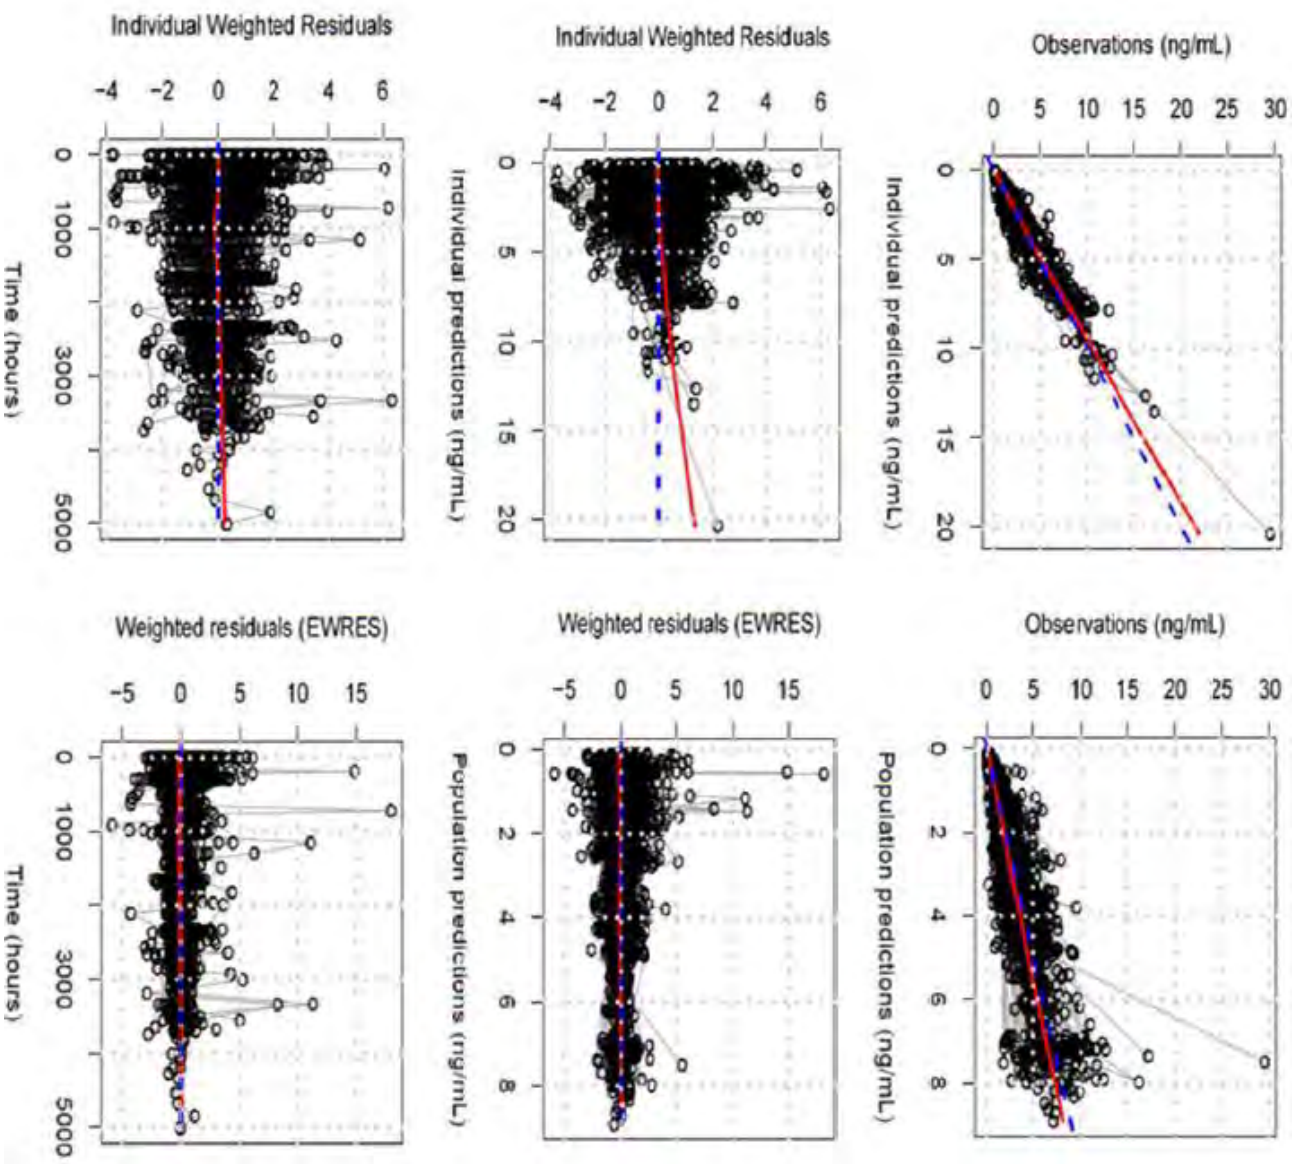 Individual Weighted Residuals
−4 −2 0 2 4 6
0
1000
3000
5000
Time (hours)
Individual Weighted Residuals
−4 −2 0 2 4 6
0
5
10
15
20
Individual predictions (ng/mL)
Observations (ng/mL)
0 5 10 15 20 25 30
0
5
10
15
20
Individual predictions (ng/mL)
Weighted residuals (EWRES)
−5 0 5 10 15
0
1000
3000
5000
Time (hours)
Weighted residuals (EWRES)
−5 0 5 10 15
0
2
4
6
8
Population predictions (ng/mL)
Observations (ng/mL)
0 5 10 15 20 25 30
0
2
4
6
8
Population predictions (ng/mL)